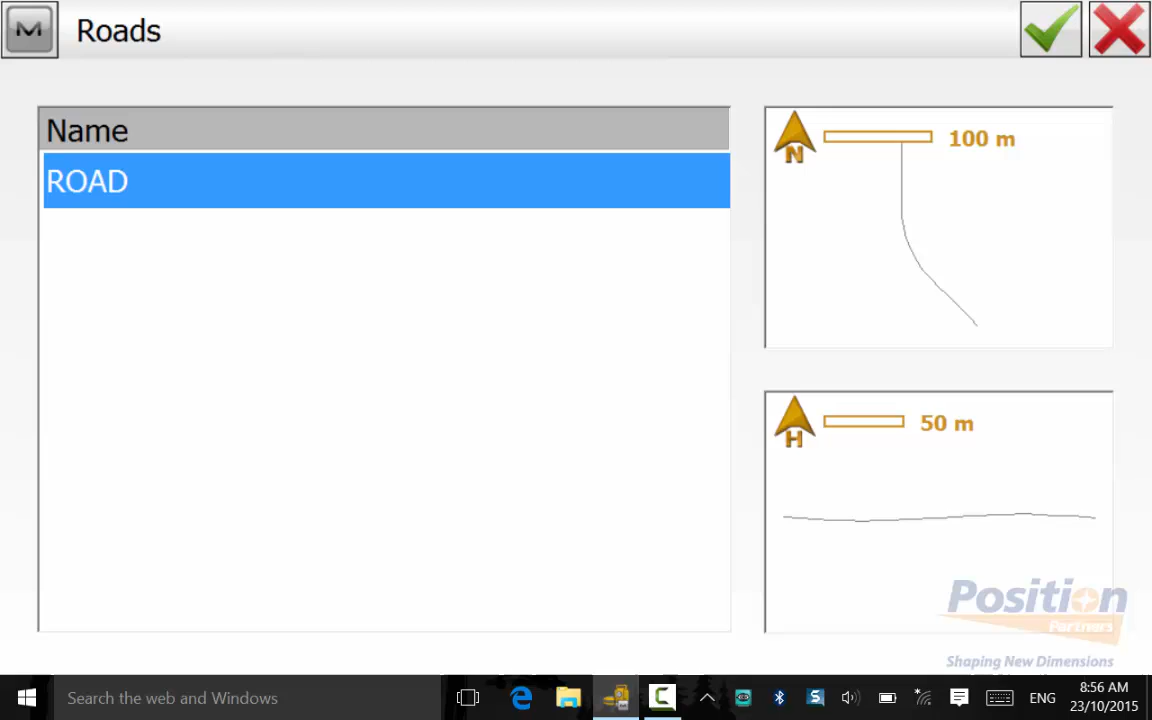 Roads
Name
ROAD
N
100 m
H
50 m
Position
Partners
Shaping New Dimensions
Search the web and Windows
ENG
8:56 AM
23/10/2015